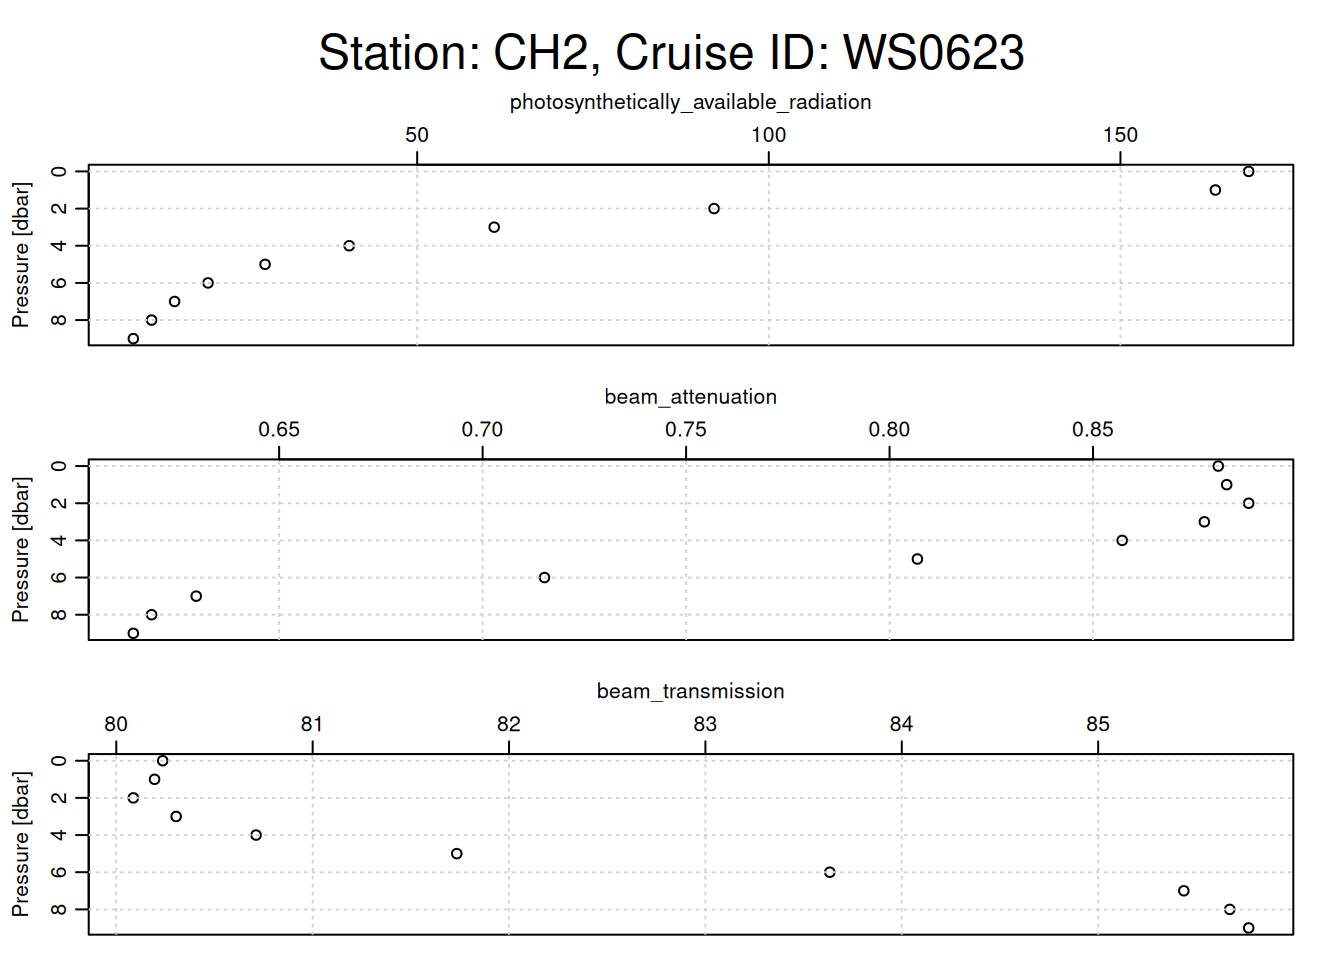 Station: CH2, Cruise ID: WS0623
photosynthetically_available_radiation
50 100 150
Pressure [dbar]
0
2
4
6
8
beam_attenuation
0.65 0.70 0.75 0.80 0.85
Pressure [dbar]
0
2
4
6
8
beam_transmission
80 81 82 83 84 85
Pressure [dbar]
0
2
4
6
8